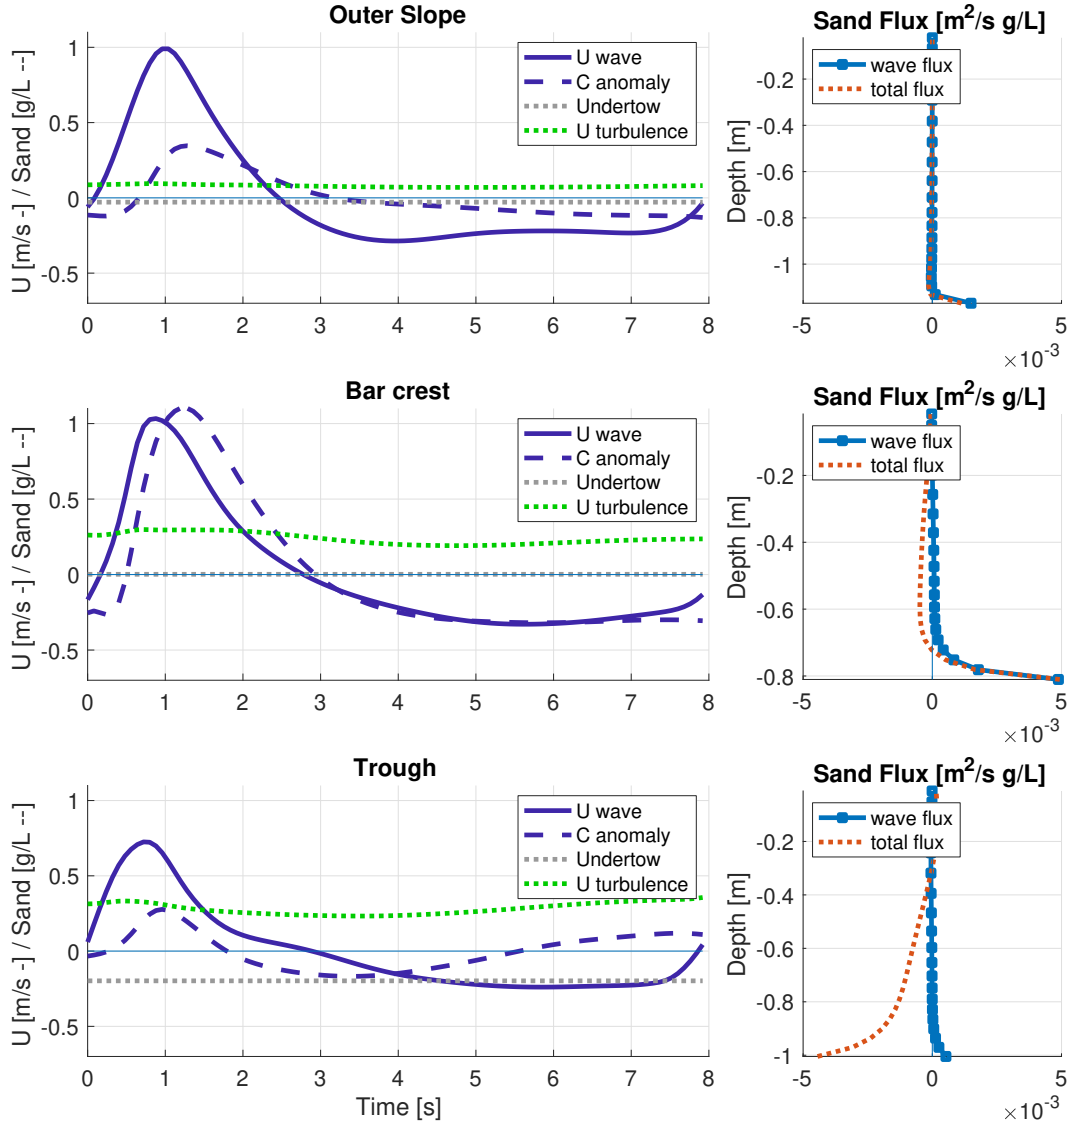 Outer Slope
U [m/s -] / Sand [g/L --]
1
0.5
0
-0.5
0 1 2 3 4 5 6 7 8
U wave
C anomaly
Undertow
U turbulence
Sand Flux [m²/s g/L]
Depth [m]
-0.2
-0.4
-0.6
-0.8
-1
-5 0 5
×10⁻³
wave flux
total flux
Bar crest
U [m/s -] / Sand [g/L --]
1
0.5
0
-0.5
0 1 2 3 4 5 6 7 8
U wave
C anomaly
Undertow
U turbulence
Sand Flux [m²/s g/L]
Depth [m]
-0.2
-0.4
-0.6
-0.8
-5 0 5
×10⁻³
wave flux
total flux
Trough
U [m/s -] / Sand [g/L --]
1
0.5
0
-0.5
0 1 2 3 4 5 6 7 8
Time [s]
U wave
C anomaly
Undertow
U turbulence
Sand Flux [m²/s g/L]
Depth [m]
-0.2
-0.4
-0.6
-0.8
-1
-5 0 5
×10⁻³
wave flux
total flux